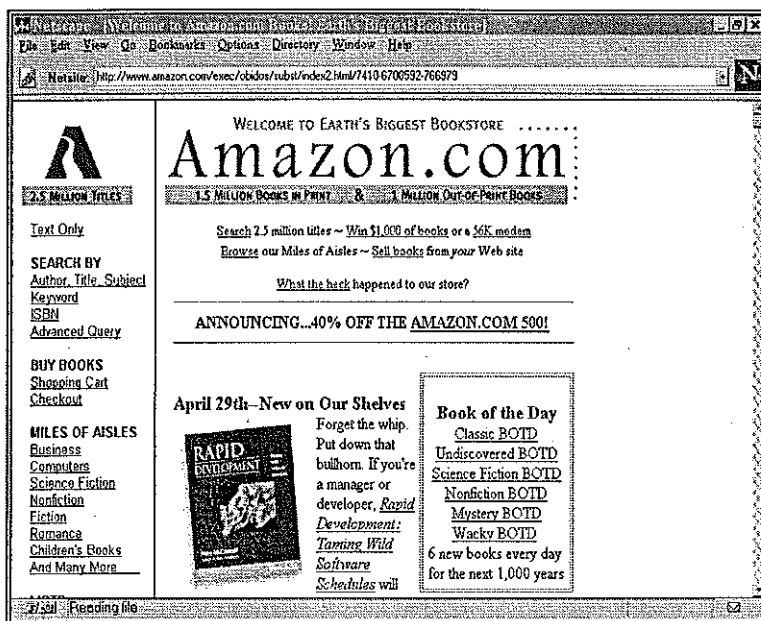 Netscape - [Welcome to Amazon.com Books! Earth's Biggest Bookstore!]
File Edit View Go Bookmarks Options Directory Window Help
Netsite: http://www.amazon.com/exec/obidos/subst/index2.html/7410-6700592-766979
N
2.5 MILLION TITLES
Text Only
SEARCH BY
Author, Title, Subject
Keyword
ISBN
Advanced Query
BUY BOOKS
Shopping Cart
Checkout
MILES OF AISLES
Business
Computers
Science Fiction
Nonfiction
Fiction
Romance
Children's Books
And Many More
WELCOME TO EARTH'S BIGGEST BOOKSTORE
Amazon.com
1.5 MILLION BOOKS IN PRINT & 1 MILLION OUT-OF-PRINT BOOKS
Search 2.5 million titles ~ Win $1,000 of books or a 56K modem
Browse our Miles of Aisles ~ Sell books from your Web site
What the heck happened to our store?
ANNOUNCING...40% OFF THE AMAZON.COM 500!
April 29th--New on Our Shelves
RAPID
DEVELOPMENT
Forget the whip.
Put down that
bullhorn. If you're
a manager or
developer, Rapid
Development:
Taming Wild
Software
Schedules will
Book of the Day
Classic BOTD
Undiscovered BOTD
Science Fiction BOTD
Nonfiction BOTD
Mystery BOTD
Wacky BOTD
6 new books every day
for the next 1,000 years
Reading file